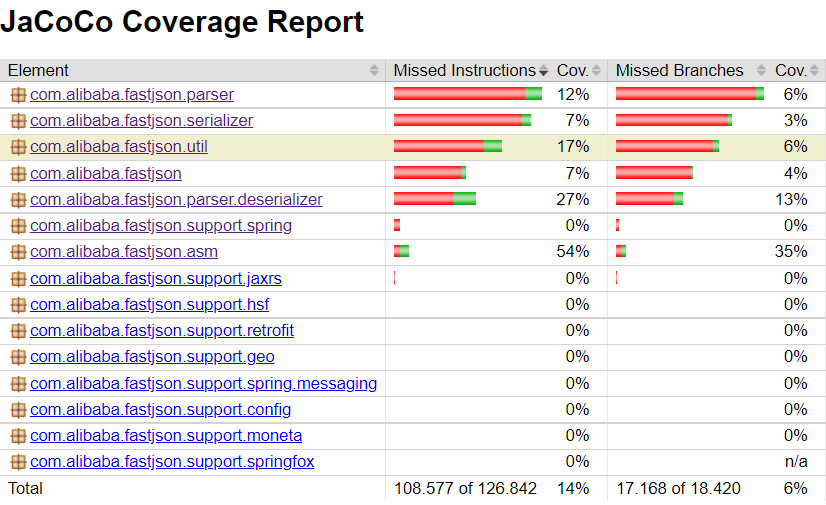 JaCoCo Coverage Report
Element Missed Instructions Cov. Missed Branches Cov.
com.alibaba.fastjson.parser 12% 6%
com.alibaba.fastjson.serializer 7% 3%
com.alibaba.fastjson.util 17% 6%
com.alibaba.fastjson 7% 4%
com.alibaba.fastjson.parser.deserializer 27% 13%
com.alibaba.fastjson.support.spring 0% 0%
com.alibaba.fastjson.asm 54% 35%
com.alibaba.fastjson.support.jaxrs 0% 0%
com.alibaba.fastjson.support.hsf 0% 0%
com.alibaba.fastjson.support.retrofit 0% 0%
com.alibaba.fastjson.support.geo 0% 0%
com.alibaba.fastjson.support.spring.messaging 0% 0%
com.alibaba.fastjson.support.config 0% 0%
com.alibaba.fastjson.support.moneta 0% 0%
com.alibaba.fastjson.support.springfox 0% n/a
Total 108.577 of 126.842 14% 17.168 of 18.420 6%